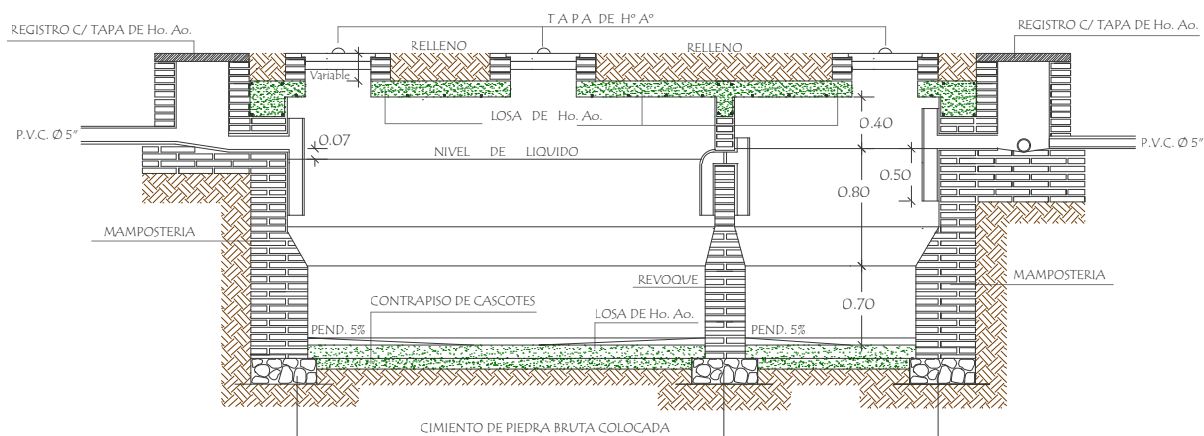 TAPA DE Hº Aº
REGISTRO C/ TAPA DE Ho. Ao.
REGISTRO C/ TAPA DE Ho. Ao.
RELLENO
RELLENO
Variable
LOSA DE Ho. Ao.
0.40
P.V.C. Ø 5"
0.07
NIVEL DE LIQUIDO
P.V.C. Ø 5"
0.50
0.80
MAMPOSTERIA
REVOQUE
MAMPOSTERIA
CONTRAPISO DE CASCOTES
0.70
LOSA DE Ho. Ao.
PEND. 5%
PEND. 5%
CIMIENTO DE PIEDRA BRUTA COLOCADA